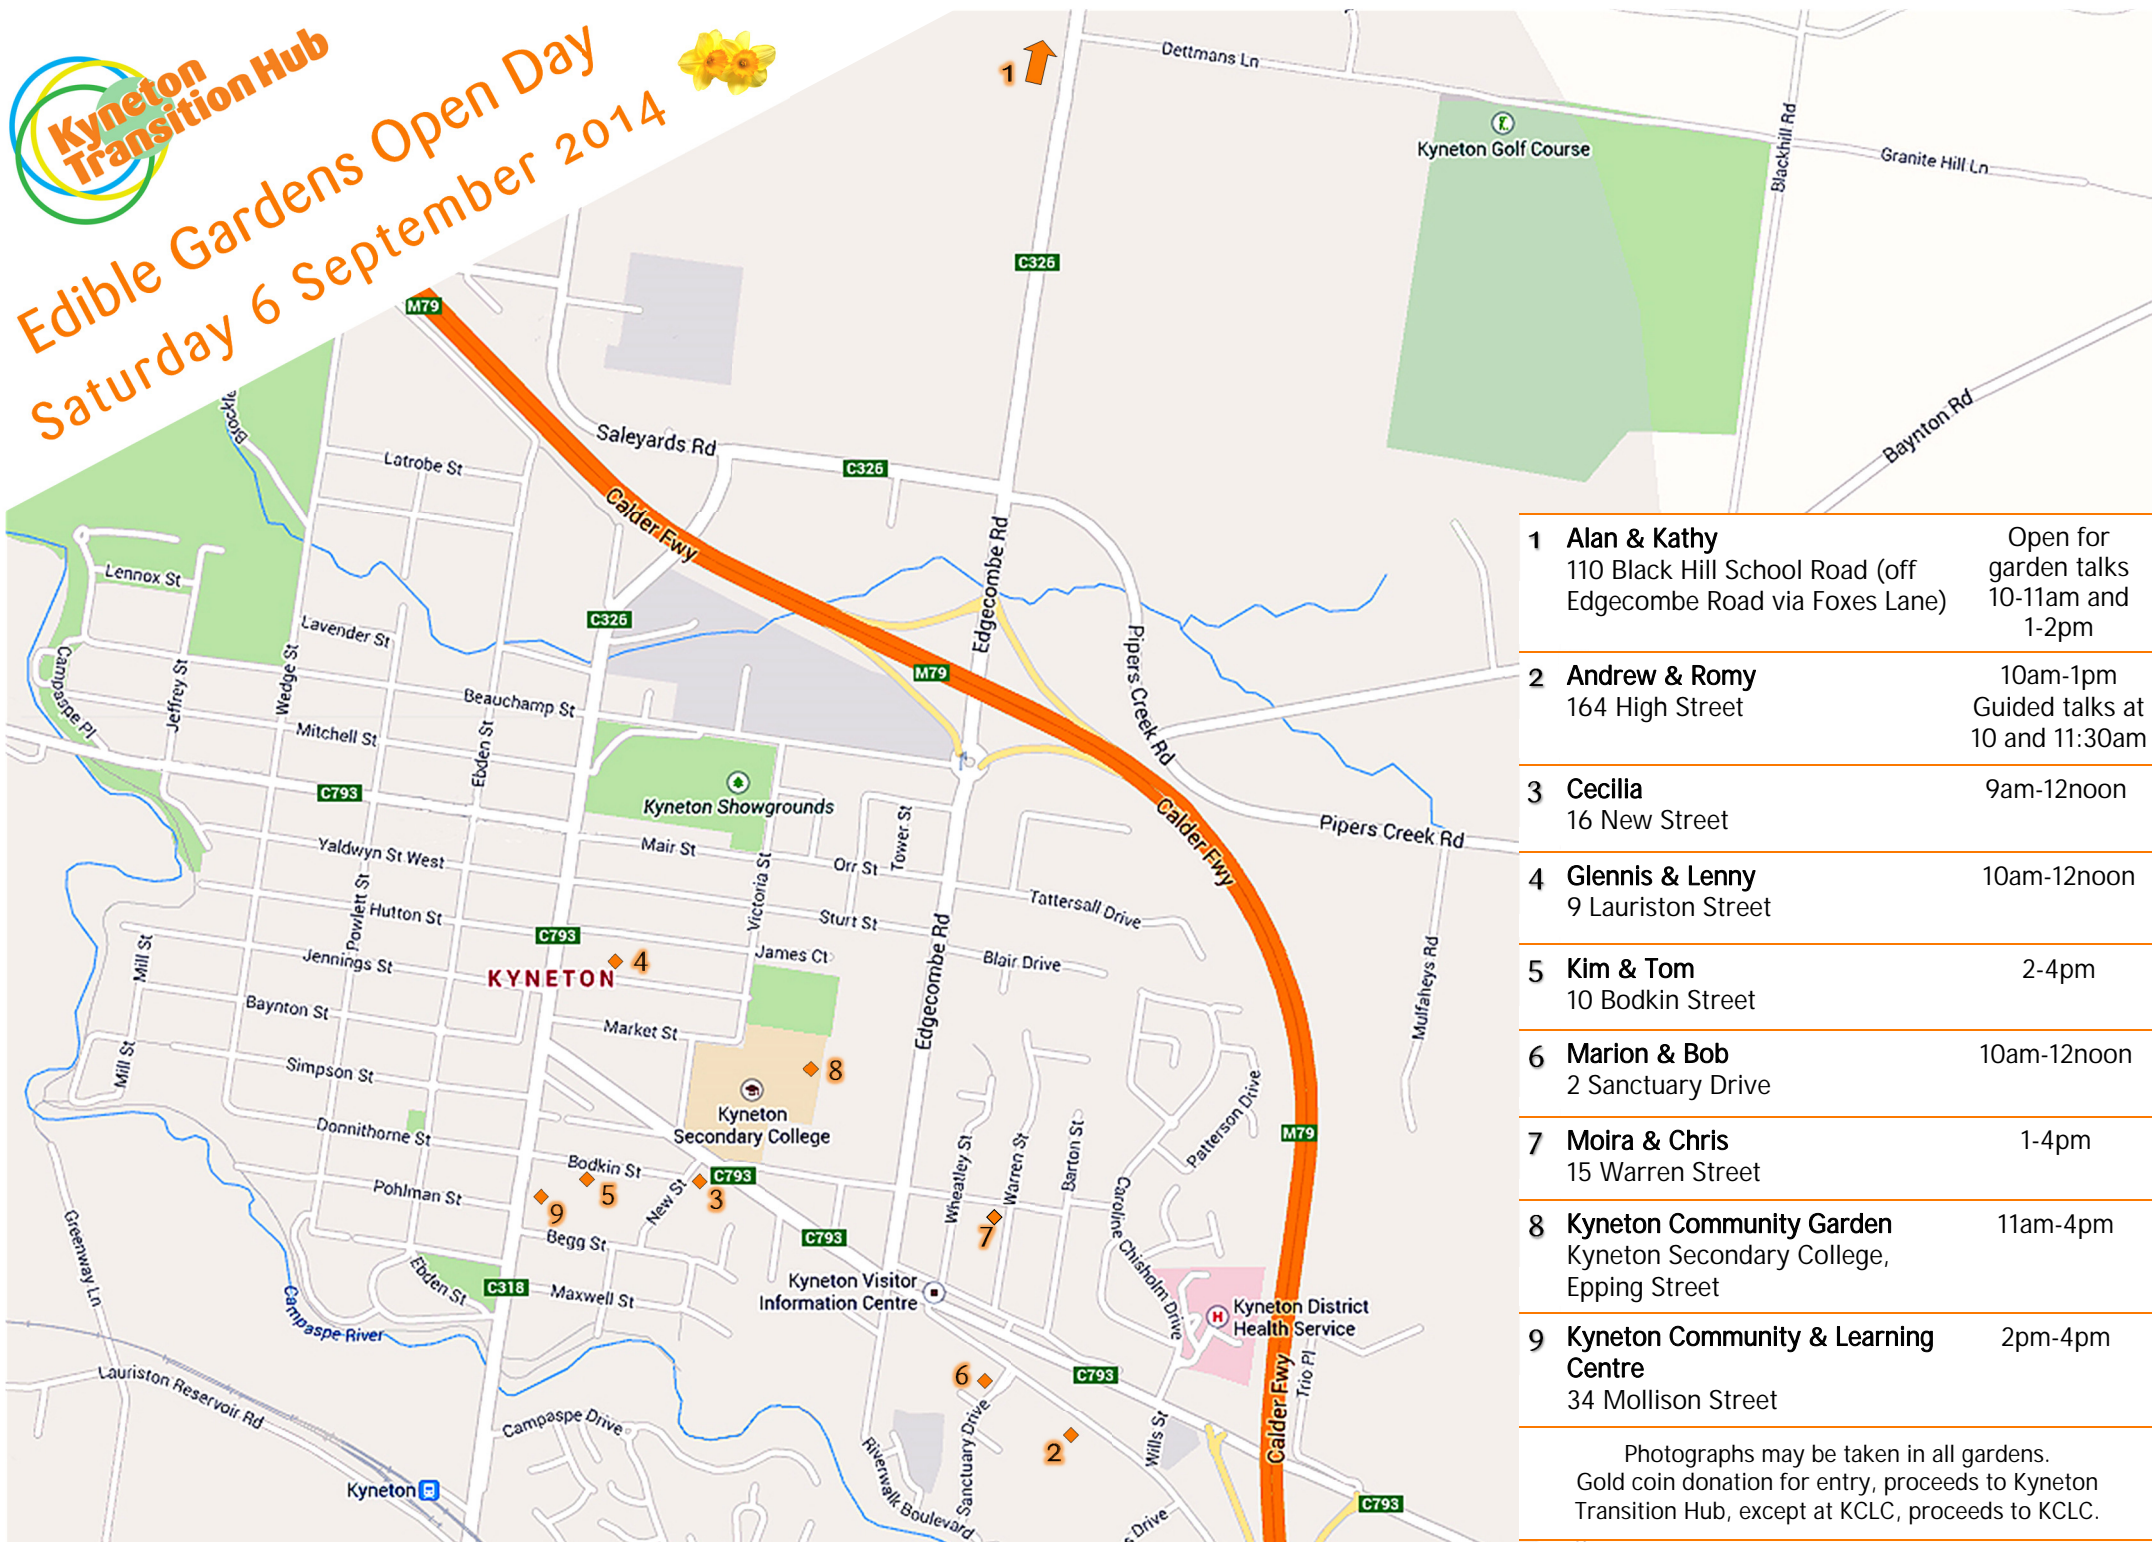 Kyneton
Transition Hub
Edible Gardens Open Day
Saturday 6 September 2014
1
Dettmans Ln
Kyneton Golf Course
Blackhill Rd
Granite Hill Ln
C326
M79
Baynton Rd
Saleyards Rd
C326
Latrobe St
Calder Fwy
Edgecombe Rd
Lennox St
C326
Lavender St
Pipers Creek Rd
Campaspe Pl
Jeffrey St
Wedge St
M79
Beauchamp St
Mitchell St
Ebden St
C793
Kyneton Showgrounds
Calder Fwy
Pipers Creek Rd
Mair St
Tower St
Orr St
Yaldwyn St West
Victoria St
Tattersall Drive
Powlett St
Hutton St
Sturt St
Edgecombe Rd
C793
James Ct
Blair Drive
Mill St
Jennings St
4
KYNETON
Mulfaheys Rd
Baynton St
Market St
Mill St
Simpson St
8
Kyneton
Secondary College
Patterson Drive
M79
Donnithorne St
Wheatley St
Warren St
Barton St
Bodkin St
C793
Pohlman St
5
New St
3
9
7
Caroline Chisholm Drive
Begg St
C793
Greenway Ln
Ebden St
C318
Maxwell St
Kyneton Visitor
Information Centre
Campaspe River
H
Kyneton District
Health Service
Lauriston Reservoir Rd
6
C793
Calder Fwy
Trio Pl
Campaspe Drive
2
Wills St
Riverwalk Boulevard
Sanctuary Drive
Kyneton
C793
s Drive
1 Alan & Kathy
110 Black Hill School Road (off
Edgecombe Road via Foxes Lane)
Open for
garden talks
10-11am and
1-2pm
2 Andrew & Romy
164 High Street
10am-1pm
Guided talks at
10 and 11:30am
3 Cecilia
16 New Street
9am-12noon
4 Glennis & Lenny
9 Lauriston Street
10am-12noon
5 Kim & Tom
10 Bodkin Street
2-4pm
6 Marion & Bob
2 Sanctuary Drive
10am-12noon
7 Moira & Chris
15 Warren Street
1-4pm
8 Kyneton Community Garden
Kyneton Secondary College,
Epping Street
11am-4pm
9 Kyneton Community & Learning
Centre
34 Mollison Street
2pm-4pm
Photographs may be taken in all gardens.
Gold coin donation for entry, proceeds to Kyneton
Transition Hub, except at KCLC, proceeds to KCLC.